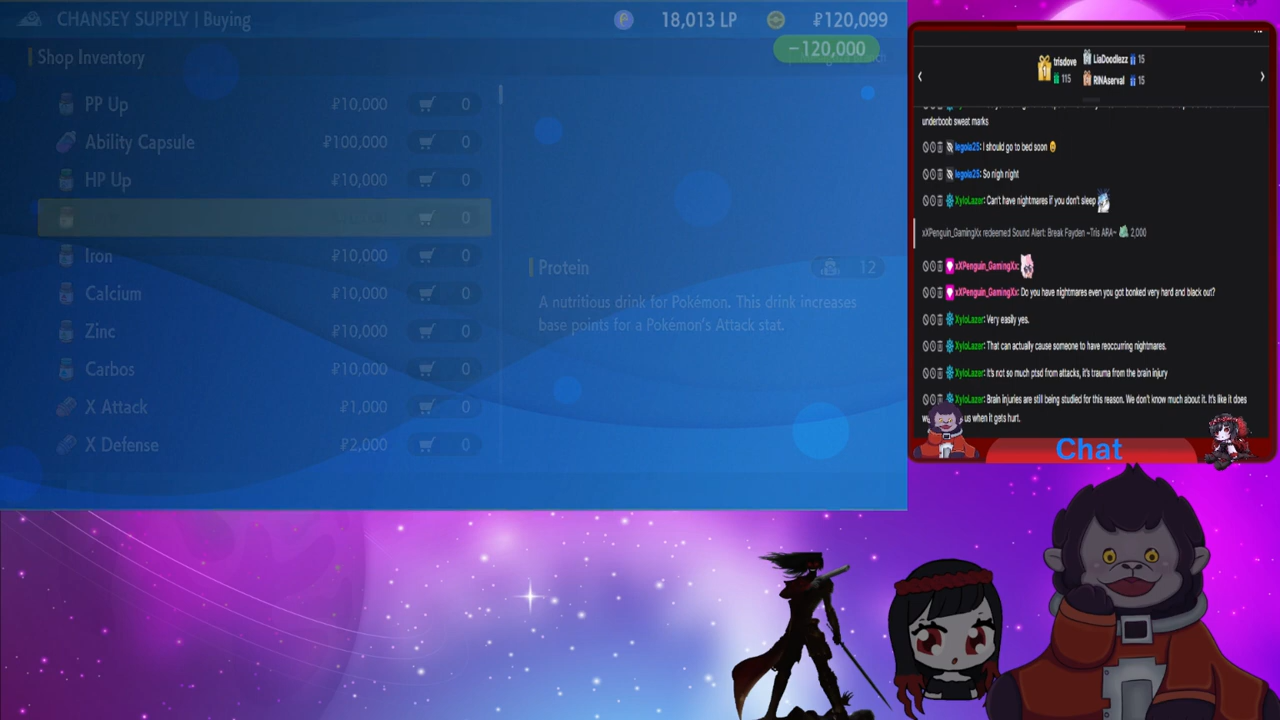 CHANSEY SUPPLY | Buying
18,013 LP
₽120,099
-120,000
Shop Inventory
PP Up ₽10,000 0
Ability Capsule ₽100,000 0
HP Up ₽10,000 0
0
Iron ₽10,000 0
Calcium ₽10,000 0
Zinc ₽10,000 0
Carbos ₽10,000 0
X Attack ₽1,000 0
X Defense ₽2,000 0
Protein 12
A nutritious drink for Pokémon. This drink increases
base points for a Pokémon's Attack stat.
trisdove 115
LiaDoodlezz 15
RINAserval 15
underboob sweat marks
legola25: I should go to bed soon
legola25: So nigh night
XyloLazer: Can't have nightmares if you don't sleep
xXPenguin_GamingXx redeemed Sound Alert: Break Fayden ~Tris ARA~ 2,000
xXPenguin_GamingXx:
xXPenguin_GamingXx: Do you have nightmares even you got bonked very hard and black out?
XyloLazer: Very easily yes.
XyloLazer: That can actually cause someone to have reoccurring nightmares.
XyloLazer: It's not so much ptsd from attacks, it's trauma from the brain injury
XyloLazer: Brain injuries are still being studied for this reason. We don't know much about it. It's like it does
us when it gets hurt.
Chat